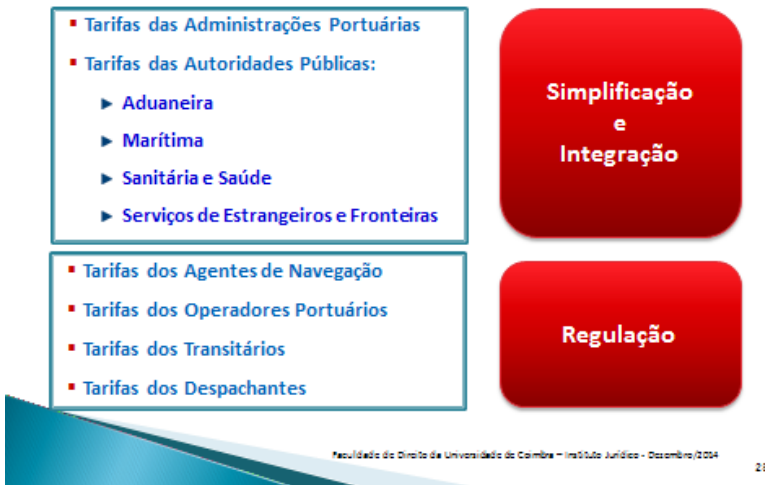 Tarifas das Administrações Portuárias
Tarifas das Autoridades Públicas:
Aduaneira
Marítima
Sanitária e Saúde
Serviços de Estrangeiros e Fronteiras
Simplificação
e
Integração
Tarifas dos Agentes de Navegação
Tarifas dos Operadores Portuários
Tarifas dos Transitários
Tarifas dos Despachantes
Regulação
Faculdade de Direito da Universidade de Coimbra – Instituto Jurídico - Dezembro/2014